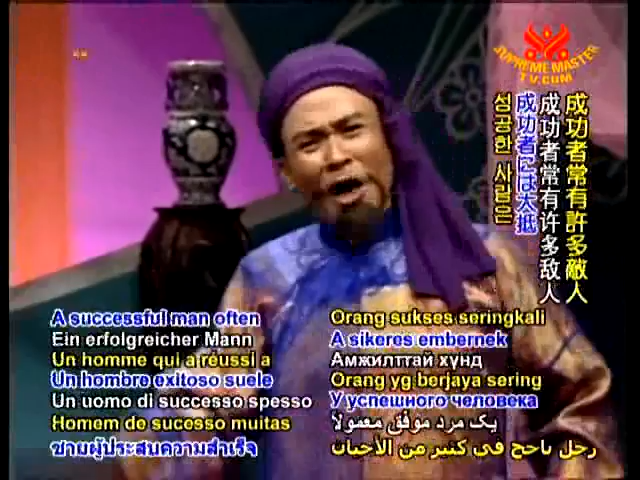 SUPREME MASTER
TV.COM
成功者常有許多敵人
成功者常有许多敌人
成功者には太抵
성공한 사람은
A successful man often
Ein erfolgreicher Mann
Un homme qui a réussi a
Un hombre exitoso suele
Un uomo di successo spesso
Homem de sucesso muitas
ชายผู้ประสบความสำเร็จ
Orang sukses seringkali
A sikeres embernek
Амжилттай хүнд
Orang yg berjaya sering
У успешного человека
یک مرد موفق معمولاً
رجل ناجح في كثير من الأحيان